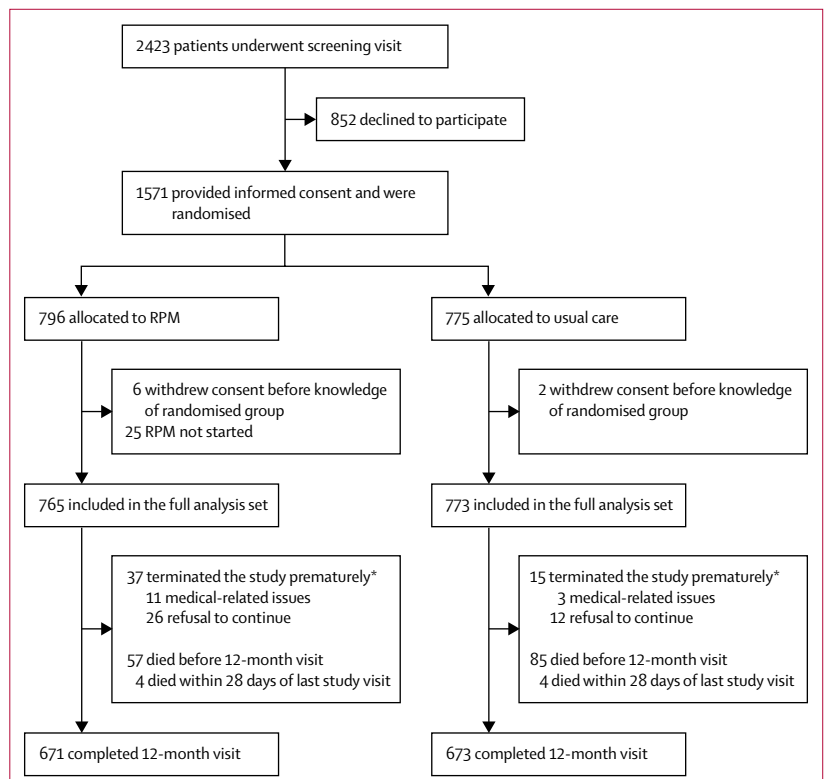 2423 patients underwent screening visit
852 declined to participate
1571 provided informed consent and were
randomised
796 allocated to RPM
775 allocated to usual care
6 withdrew consent before knowledge
of randomised group
25 RPM not started
2 withdrew consent before knowledge
of randomised group
765 included in the full analysis set
773 included in the full analysis set
37 terminated the study prematurely*
11 medical-related issues
26 refusal to continue
57 died before 12-month visit
4 died within 28 days of last study visit
15 terminated the study prematurely*
3 medical-related issues
12 refusal to continue
85 died before 12-month visit
4 died within 28 days of last study visit
671 completed 12-month visit
673 completed 12-month visit